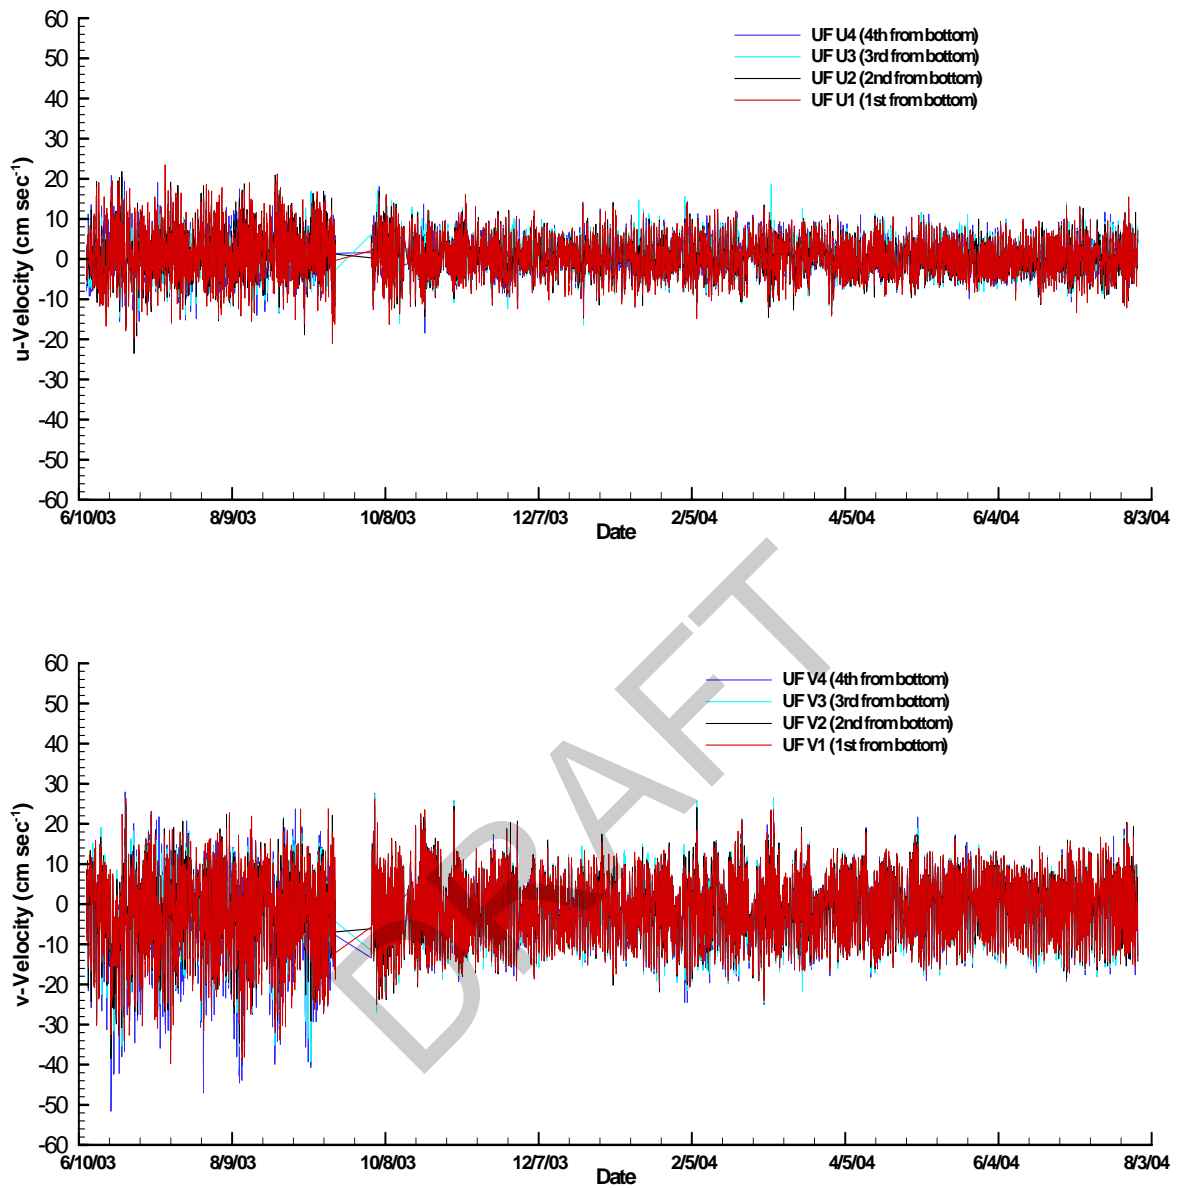 60
50
40
30
20
10
0
-10
-20
-30
-40
-50
-60
u-Velocity (cm sec-1)
UF U4 (4th from bottom)
UF U3 (3rd from bottom)
UF U2 (2nd from bottom)
UF U1 (1st from bottom)
6/10/03 8/9/03 10/8/03 12/7/03 2/5/04 4/5/04 6/4/04 8/3/04
Date
DRAFT
60
50
40
30
20
10
0
-10
-20
-30
-40
-50
-60
v-Velocity (cm sec-1)
UF V4 (4th from bottom)
UF V3 (3rd from bottom)
UF V2 (2nd from bottom)
UF V1 (1st from bottom)
6/10/03 8/9/03 10/8/03 12/7/03 2/5/04 4/5/04 6/4/04 8/3/04
Date